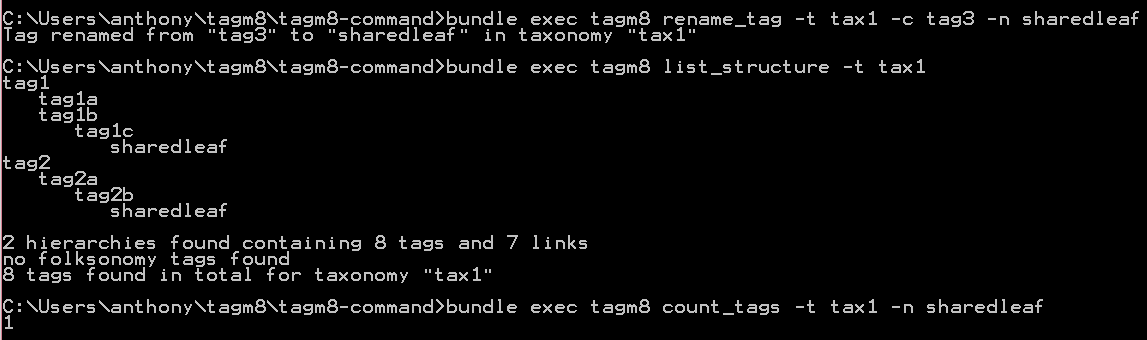 C:\Users\anthony\tagm8\tagm8-command>bundle exec tagm8 rename_tag -t tax1 -c tag3 -n sharedleaf
Tag renamed from "tag3" to "sharedleaf" in taxonomy "tax1"
C:\Users\anthony\tagm8\tagm8-command>bundle exec tagm8 list_structure -t tax1
tag1
   tag1a
   tag1b
      tag1c
         sharedleaf
tag2
   tag2a
      tag2b
         sharedleaf
2 hierarchies found containing 8 tags and 7 links
no folksonomy tags found
8 tags found in total for taxonomy "tax1"
C:\Users\anthony\tagm8\tagm8-command>bundle exec tagm8 count_tags -t tax1 -n sharedleaf
1